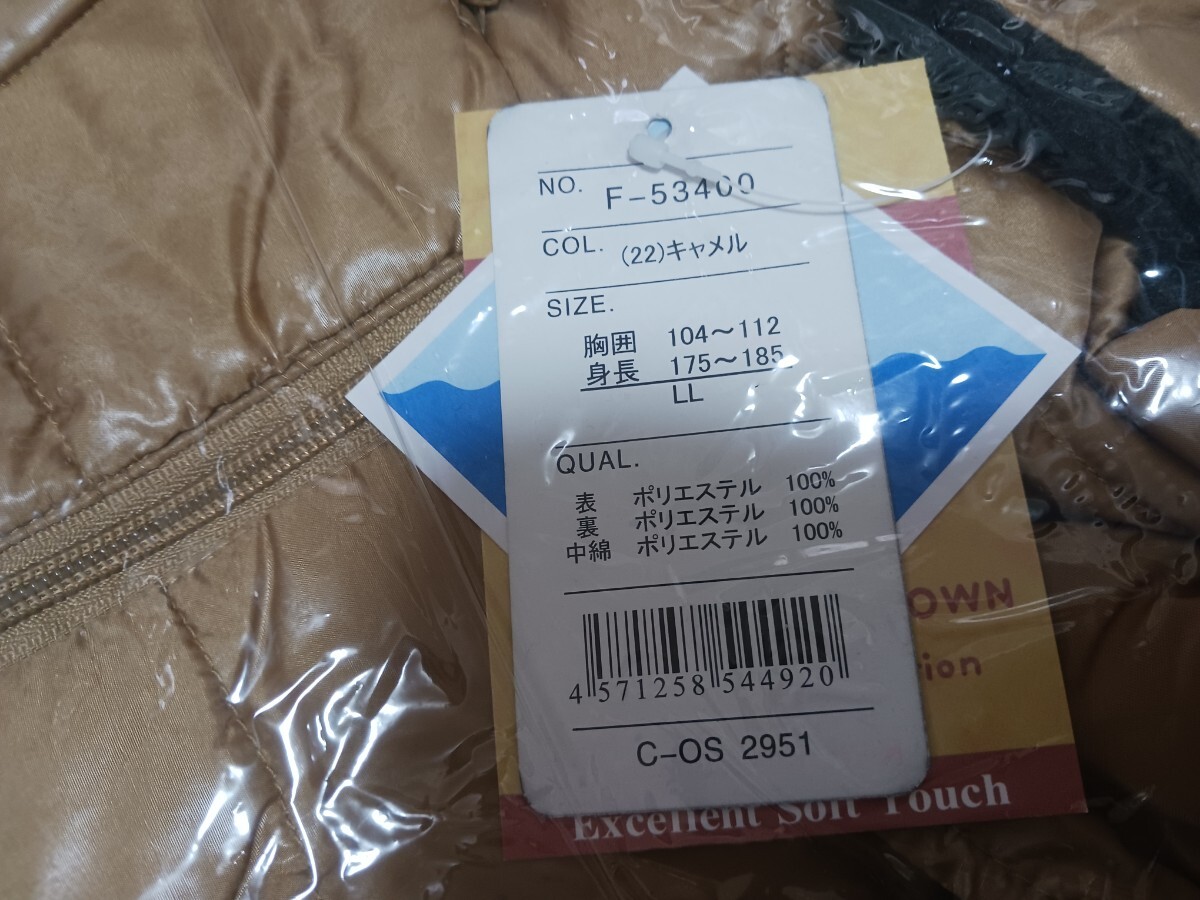 NO. F-53400
COL. (22)キャメル
SIZE.
胸囲 104～112
身長 175～185
LL
QUAL.
表 ポリエステル 100%
裏 ポリエステル 100%
中綿 ポリエステル 100%
4 571258 544920
C-OS 2951
OWN
ion
Excellent Soft Touch